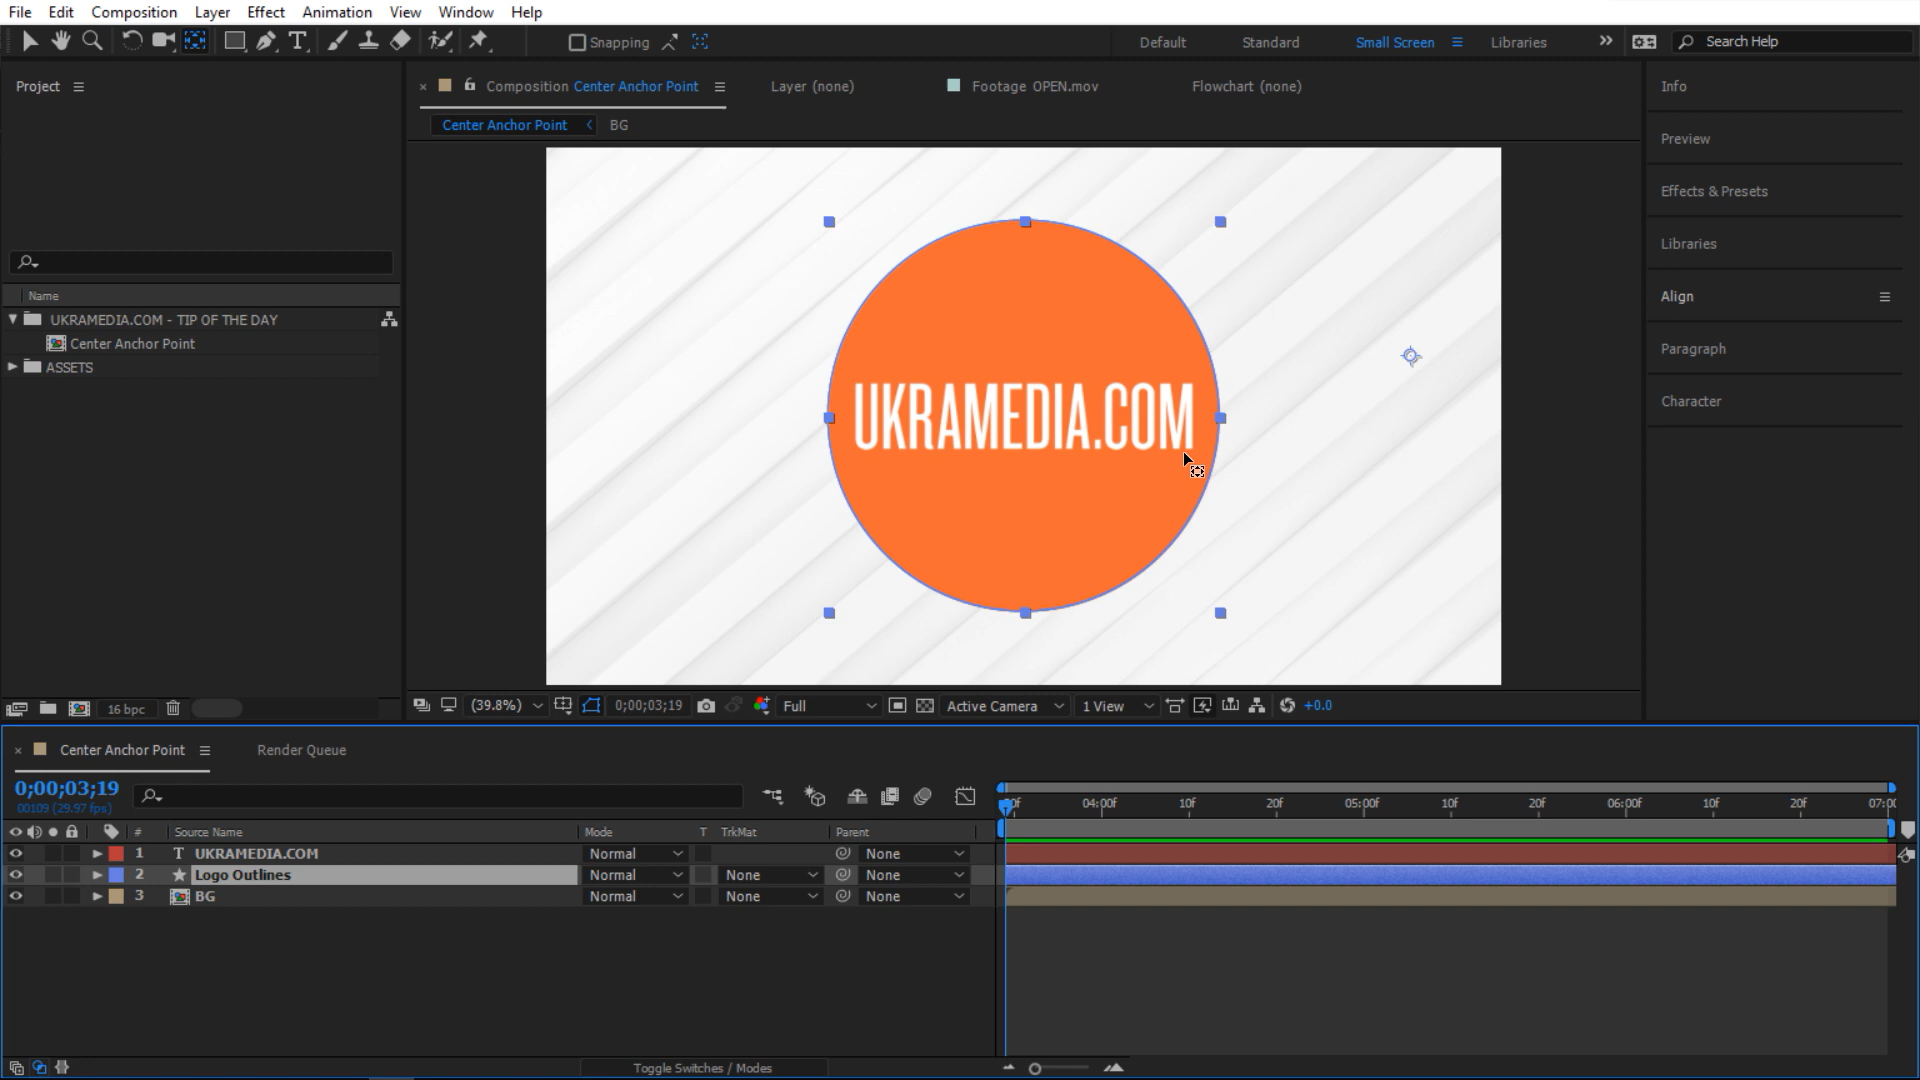 File Edit Composition Layer Effect Animation View Window Help
Snapping Default Standard Small Screen Libraries Search Help
Project
Composition Center Anchor Point Layer (none) Footage OPEN.mov Flowchart (none)
Center Anchor Point BG
Info
Preview
Effects & Presets
Libraries
Align
Paragraph
Character
Name
UKRAMEDIA.COM - TIP OF THE DAY
Center Anchor Point
ASSETS
UKRAMEDIA.COM
16 bpc
(39.8%) 0;00;03;19 Full Active Camera 1 View +0.0
Center Anchor Point Render Queue
0;00;03;19
00109 (29.97 fps)
04:00f 10f 20f 05:00f 10f 20f 06:00f 10f 20f
# Source Name Mode T TrkMat Parent
1 T UKRAMEDIA.COM Normal None
2 Logo Outlines Normal None None
3 BG Normal None None
Toggle Switches / Modes